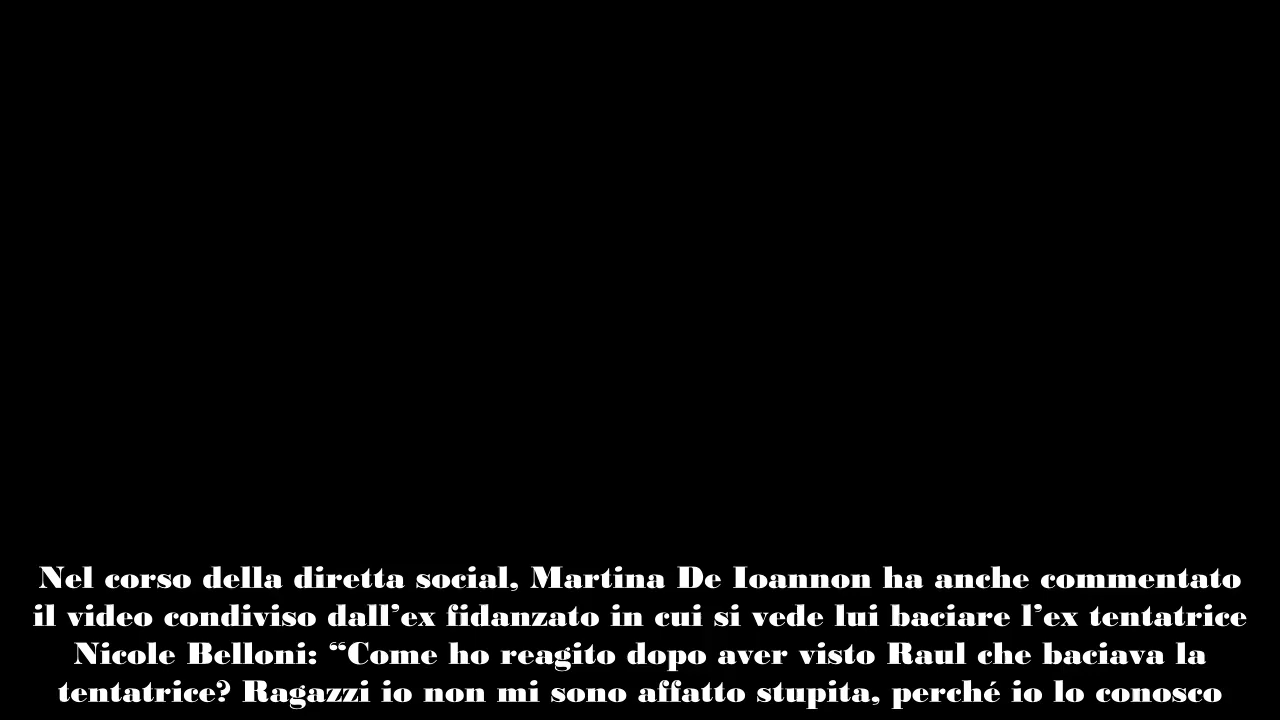 Nel corso della diretta social, Martina De Ioannon ha anche commentato
il video condiviso dall’ex fidanzato in cui si vede lui baciare l’ex tentatrice
Nicole Belloni: “Come ho reagito dopo aver visto Raul che baciava la
tentatrice? Ragazzi io non mi sono affatto stupita, perché io lo conosco